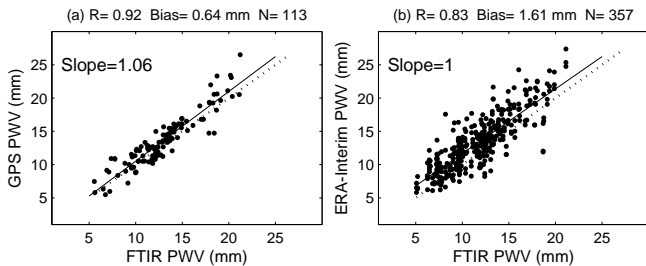 (a) R= 0.92 Bias= 0.64 mm N= 113
Slope=1.06
GPS PWV (mm)
25
20
15
10
5
5 10 15 20 25
FTIR PWV (mm)
(b) R= 0.83 Bias= 1.61 mm N= 357
Slope=1
ERA-Interim PWV (mm)
25
20
15
10
5
5 10 15 20 25
FTIR PWV (mm)